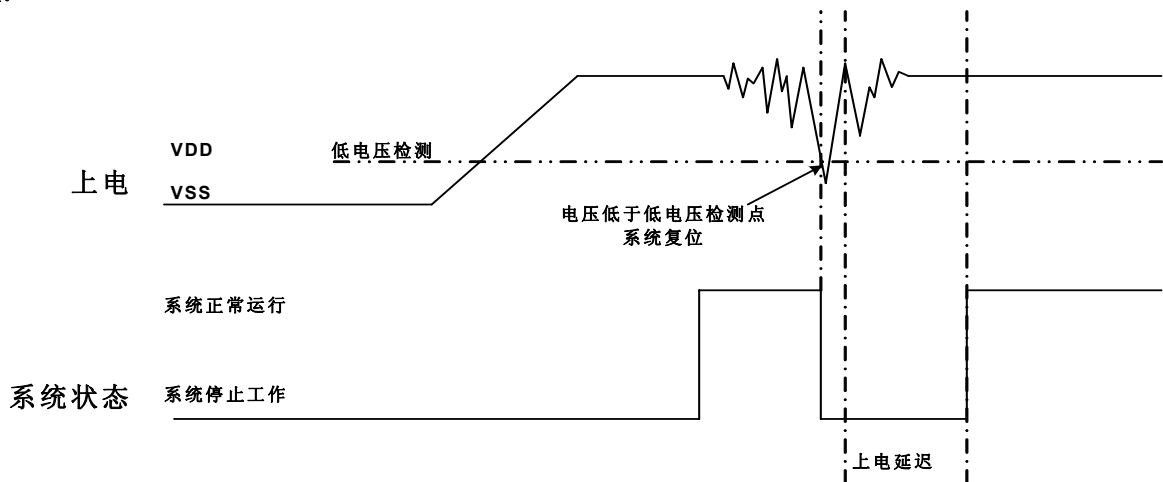 VDD
低电压检测
上电
VSS
电压低于低电压检测点
系统复位
系统正常运行
系统状态
系统停止工作
上电延迟